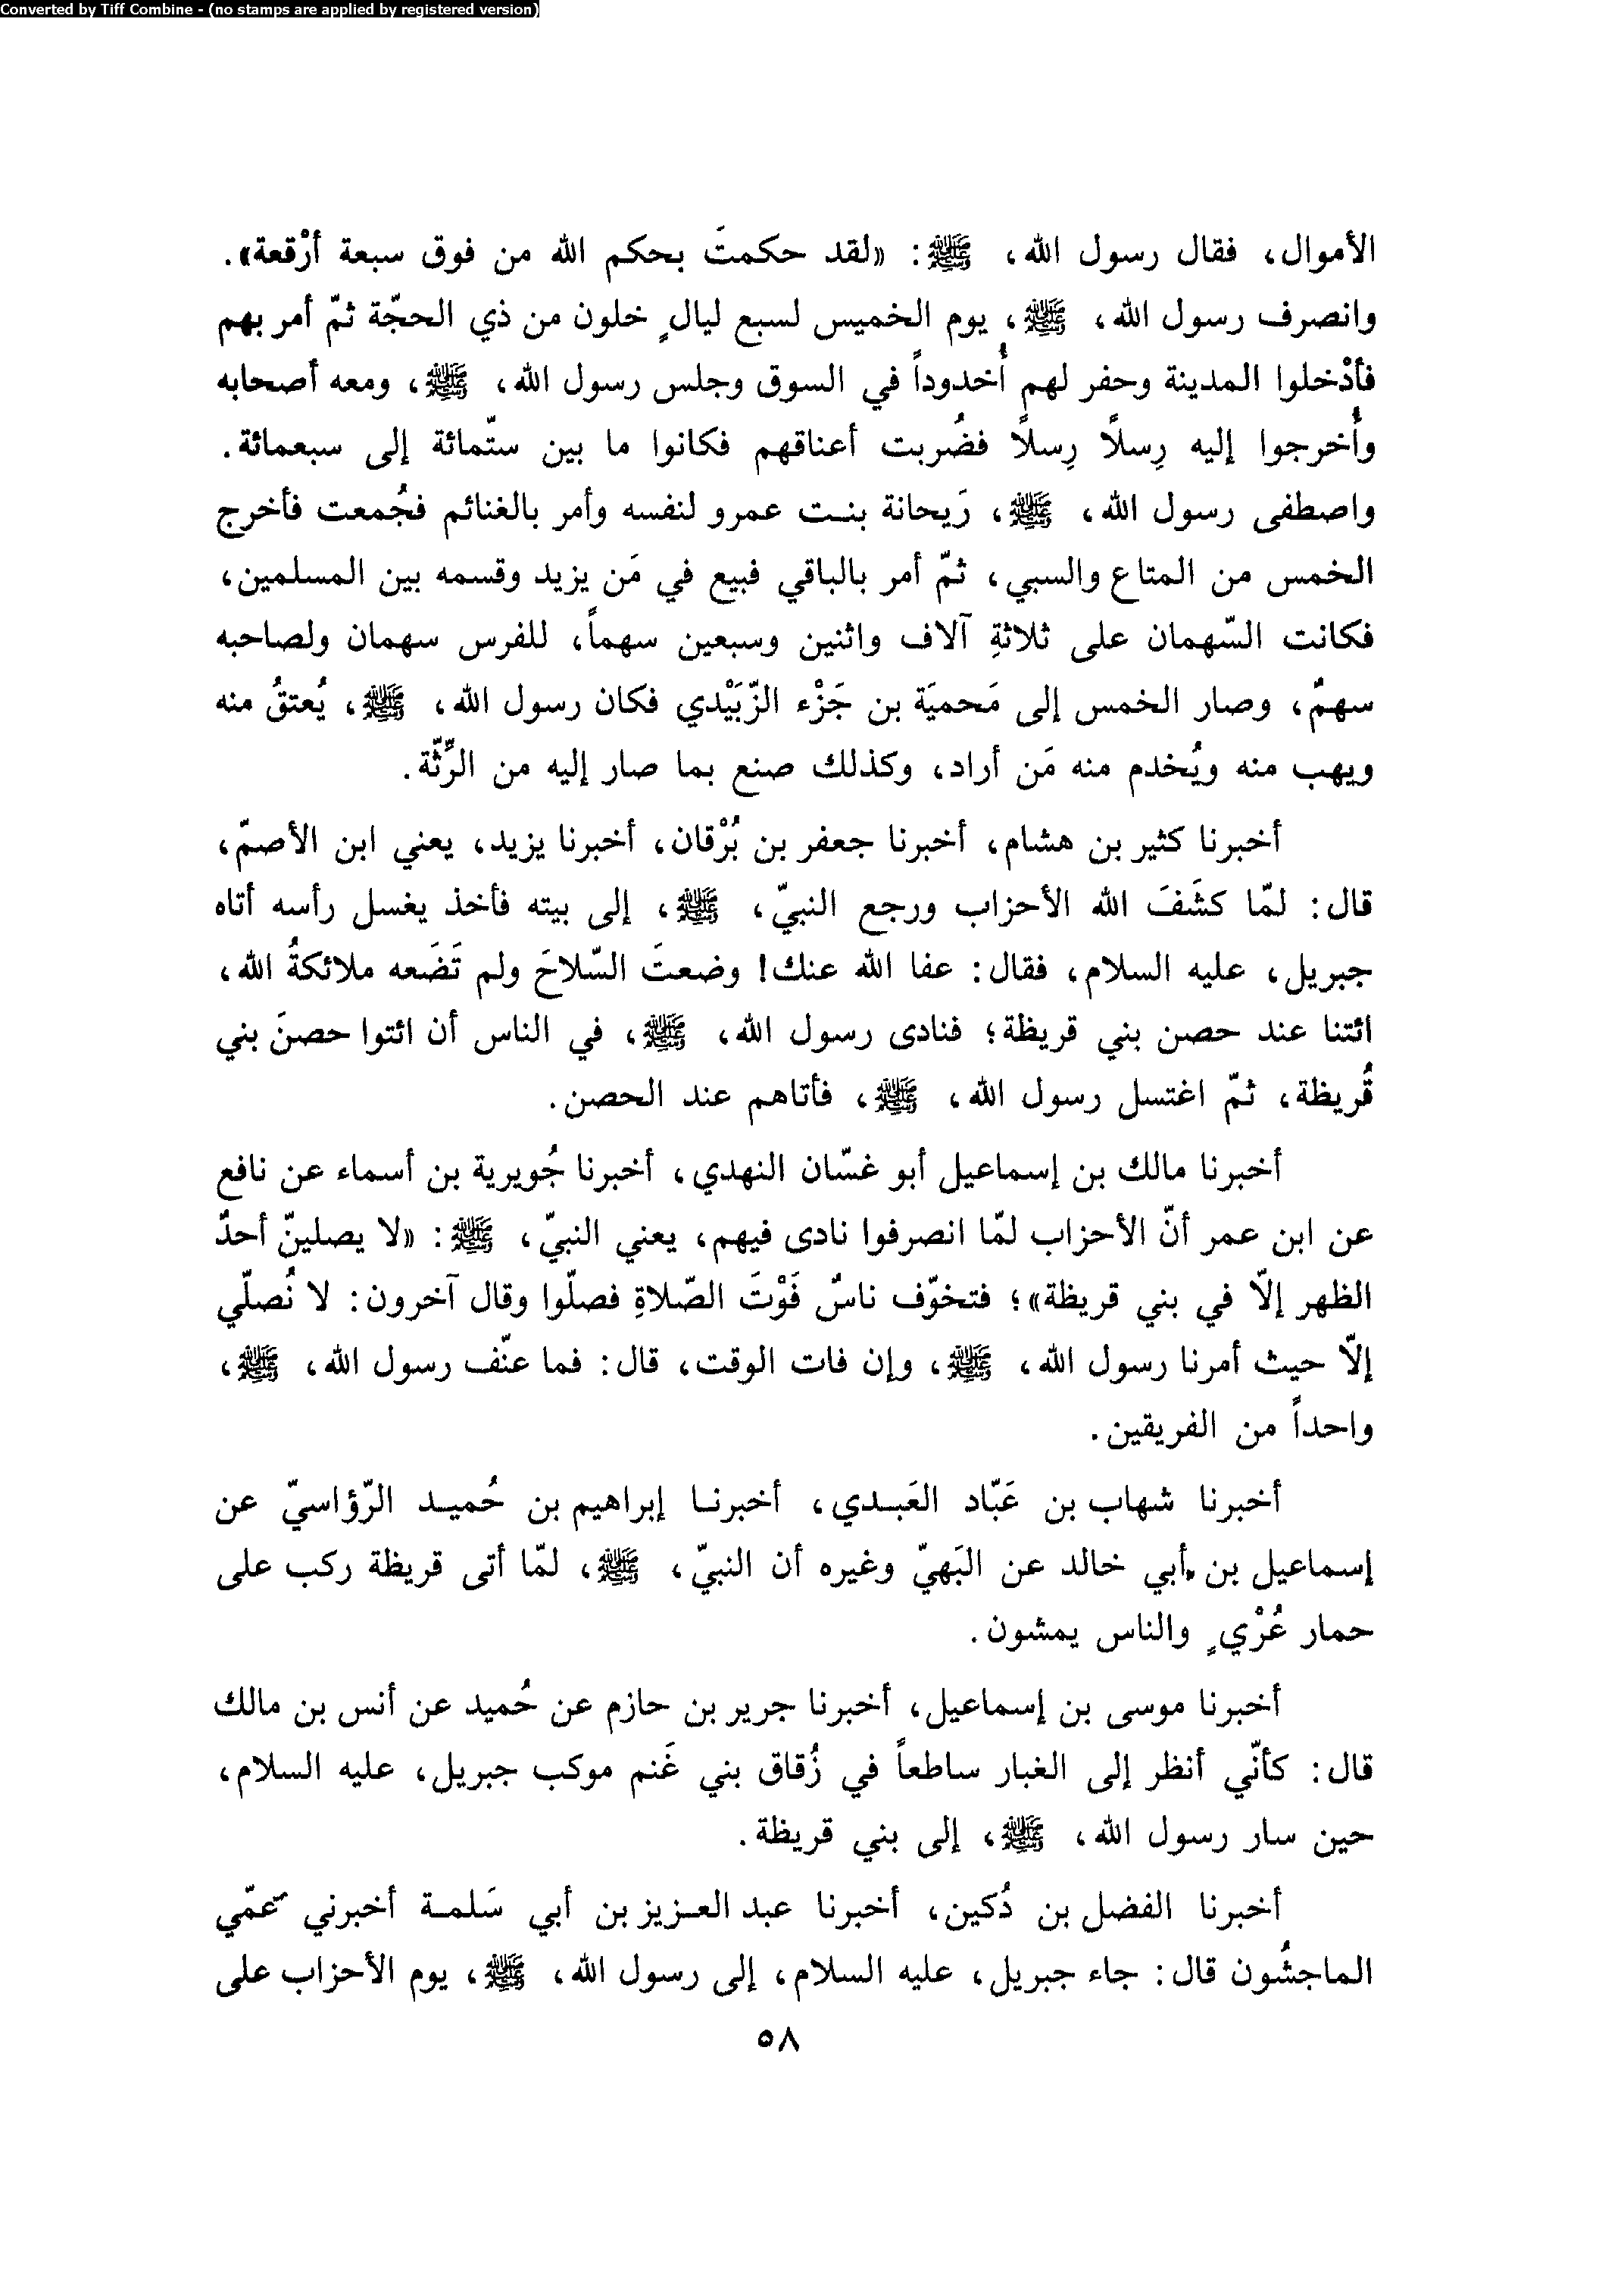 Converted by Tiff Combine - (no stamps are applied by registered version)
الأموال، فقال رسول الله، ﷺ: «لقد حكمتَ بحكم الله من فوق سبعة أرْقعة».
وانصرف رسول الله، ﷺ، يوم الخميس لسبع ليالٍ خلون من ذي الحجّة ثمّ أمر بهم
فأدْخلوا المدينة وحفر لهم أُخدوداً في السوق وجلس رسول الله، ﷺ، ومعه أصحابه
وأُخرجوا إليه رِسلاً رِسلاً فضُربت أعناقهم فكانوا ما بين ستّمائة إلى سبعمائة.
واصطفى رسول الله، ﷺ، رَيحانة بنت عمرو لنفسه وأمر بالغنائم فجُمعت فأخرج
الخمس من المتاع والسبي، ثمّ أمر بالباقي فبيع في مَن يزيد وقسمه بين المسلمين،
فكانت السّهمان على ثلاثةِ آلاف واثنين وسبعين سهماً، للفرس سهمان ولصاحبه
سهمٌ، وصار الخمس إلى مَحميَة بن جَزْء الزّبَيْدي فكان رسول الله، ﷺ، يُعتقُ منه
ويهب منه ويُخدم منه مَن أراد، وكذلك صنع بما صار إليه من الرِّثّة.
أخبرنا كثير بن هشام، أخبرنا جعفر بن بُرْقان، أخبرنا يزيد، يعني ابن الأصمّ،
قال: لمّا كشَفَ الله الأحزاب ورجع النبيّ، ﷺ، إلى بيته فأخذ يغسل رأسه أتاه
جبريل، عليه السلام، فقال: عفا الله عنك! وضعتَ السّلاحَ ولم تَضَعه ملائكةُ الله،
ائتنا عند حصن بني قريظة؛ فنادى رسول الله، ﷺ، في الناس أن ائتوا حصنَ بني
قُريظة، ثمّ اغتسل رسول الله، ﷺ، فأتاهم عند الحصن.
أخبرنا مالك بن إسماعيل أبو غسّان النهدي، أخبرنا جُويرية بن أسماء عن نافع
عن ابن عمر أنّ الأحزاب لمّا انصرفوا نادى فيهم، يعني النبيّ، ﷺ: «لا يصلينّ أحدٌ
الظهر إلاّ في بني قريظة»؛ فتخوّف ناسٌ فَوْتَ الصّلاةِ فصلّوا وقال آخرون: لا نُصلّي
إلاّ حيث أمرنا رسول الله، ﷺ، وإن فات الوقت، قال: فما عنّف رسول الله، ﷺ،
واحداً من الفريقين.
أخبرنا شهاب بن عَبّاد العَبدي، أخبرنا إبراهيم بن حُميد الرّؤاسيّ عن
إسماعيل بن أبي خالد عن البَهيّ وغيره أن النبيّ، ﷺ، لمّا أتى قريظة ركب على
حمار عُرْيٍ والناس يمشون.
أخبرنا موسى بن إسماعيل، أخبرنا جرير بن حازم عن حُميد عن أنس بن مالك
قال: كأنّي أنظر إلى الغبار ساطعاً في زُقاق بني غَنم موكب جبريل، عليه السلام،
حين سار رسول الله، ﷺ، إلى بني قريظة.
أخبرنا الفضل بن دُكين، أخبرنا عبد العزيز بن أبي سَلمة أخبرني عمّي
الماجشُون قال: جاء جبريل، عليه السلام، إلى رسول الله، ﷺ، يوم الأحزاب على
٥٨